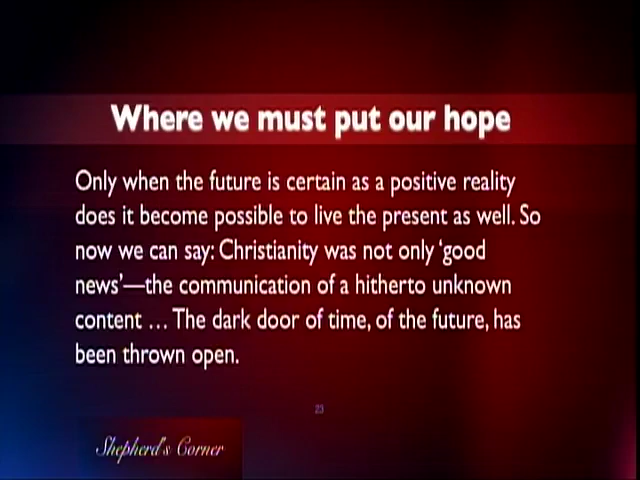 Where we must put our hope
Only when the future is certain as a positive reality
does it become possible to live the present as well. So
now we can say: Christianity was not only ‘good
news’—the communication of a hitherto unknown
content … The dark door of time, of the future, has
been thrown open.
23
Shepherd's Corner